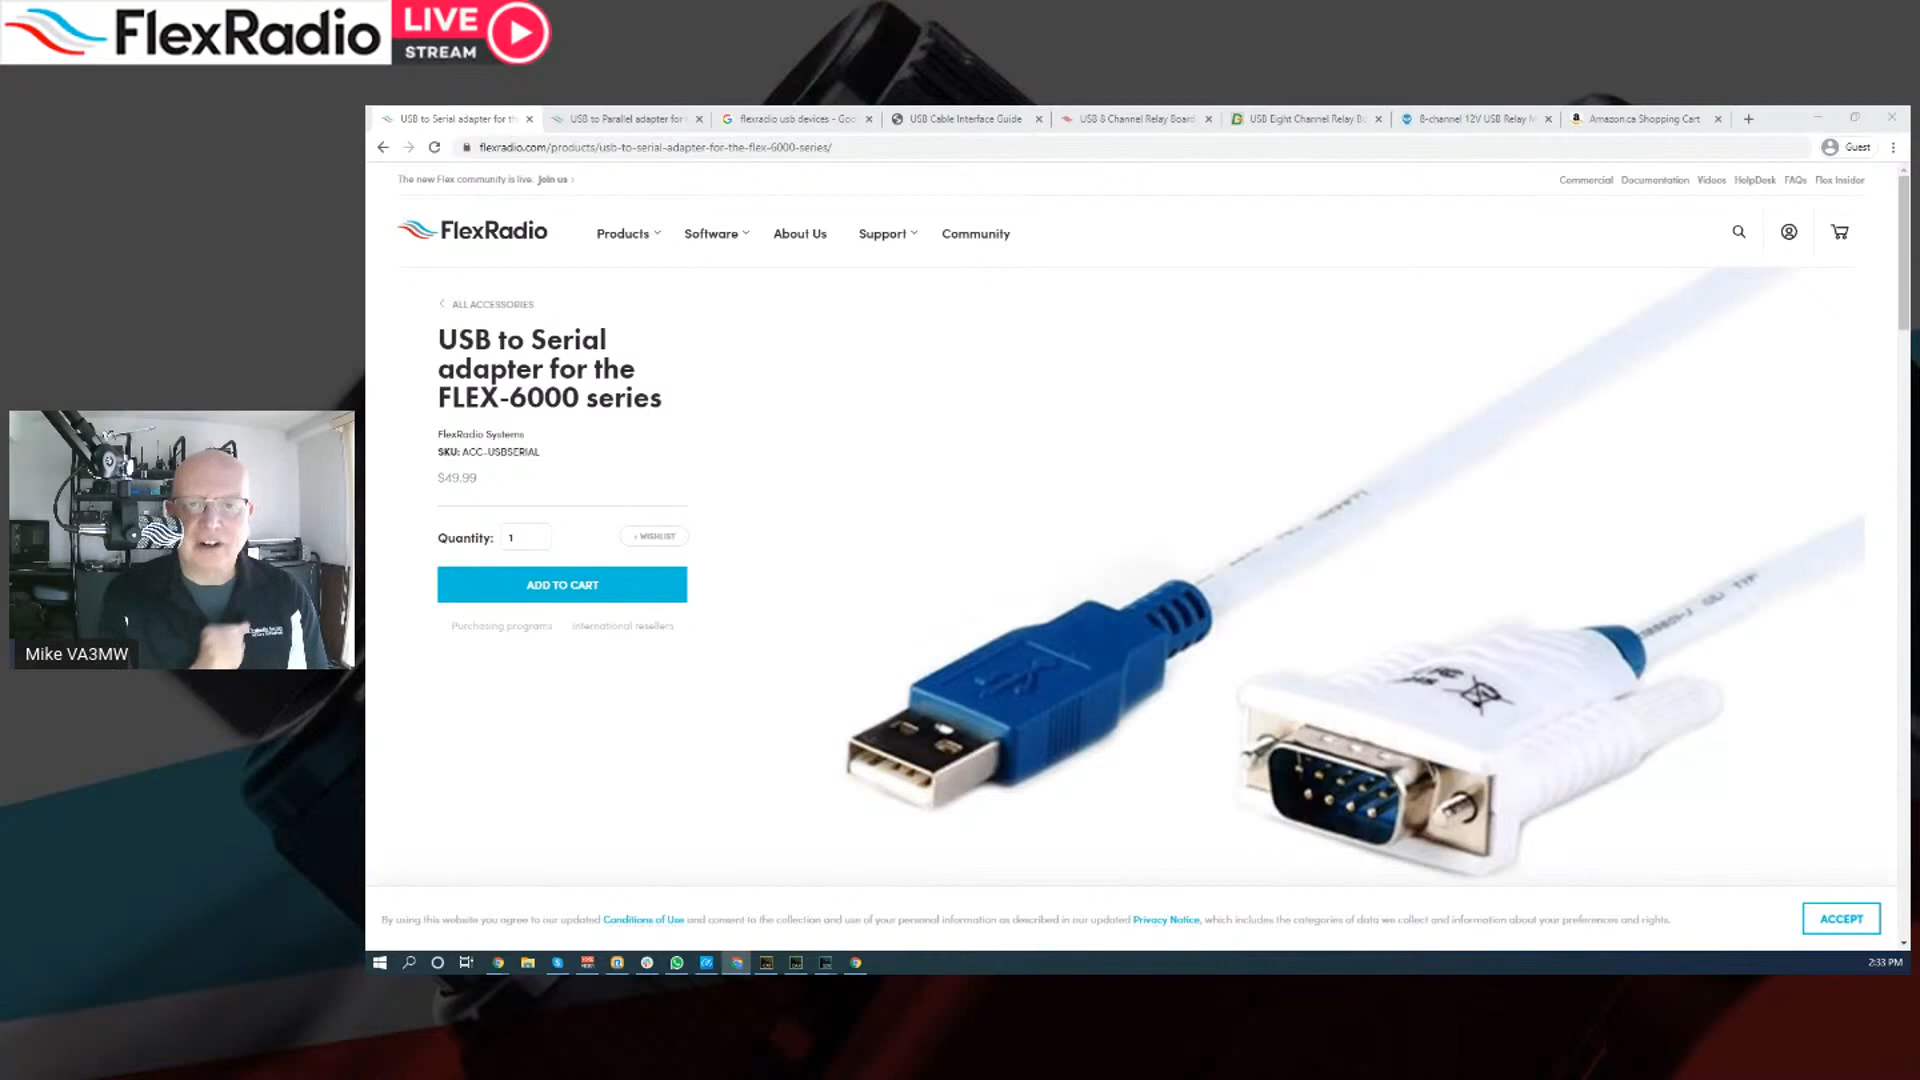 FlexRadio
LIVE
STREAM
USB to Serial adapter for th
USB to Parallel adapter for
flexradio usb devices - Goo
USB Cable Interface Guide
USB 8 Channel Relay Board
USB Eight Channel Relay Bo
8-channel 12V USB Relay M
Amazon.ca Shopping Cart
flexradio.com/products/usb-to-serial-adapter-for-the-flex-6000-series/
Guest
The new Flex community is live. Join us
Commercial Documentation Videos HelpDesk FAQs Flex Insider
FlexRadio
Products Software About Us Support Community
ALL ACCESSORIES
USB to Serial
adapter for the
FLEX-6000 series
FlexRadio Systems
SKU: ACC-USBSERIAL
$49.99
Quantity: 1
+ WISHLIST
ADD TO CART
Purchasing programs International resellers
Mike VA3MW
By using this website you agree to our updated Conditions of Use and consent to the collection and use of your personal information as described in our updated Privacy Notice, which includes the categories of data we collect and information about your preferences and rights.
ACCEPT
2:33 PM